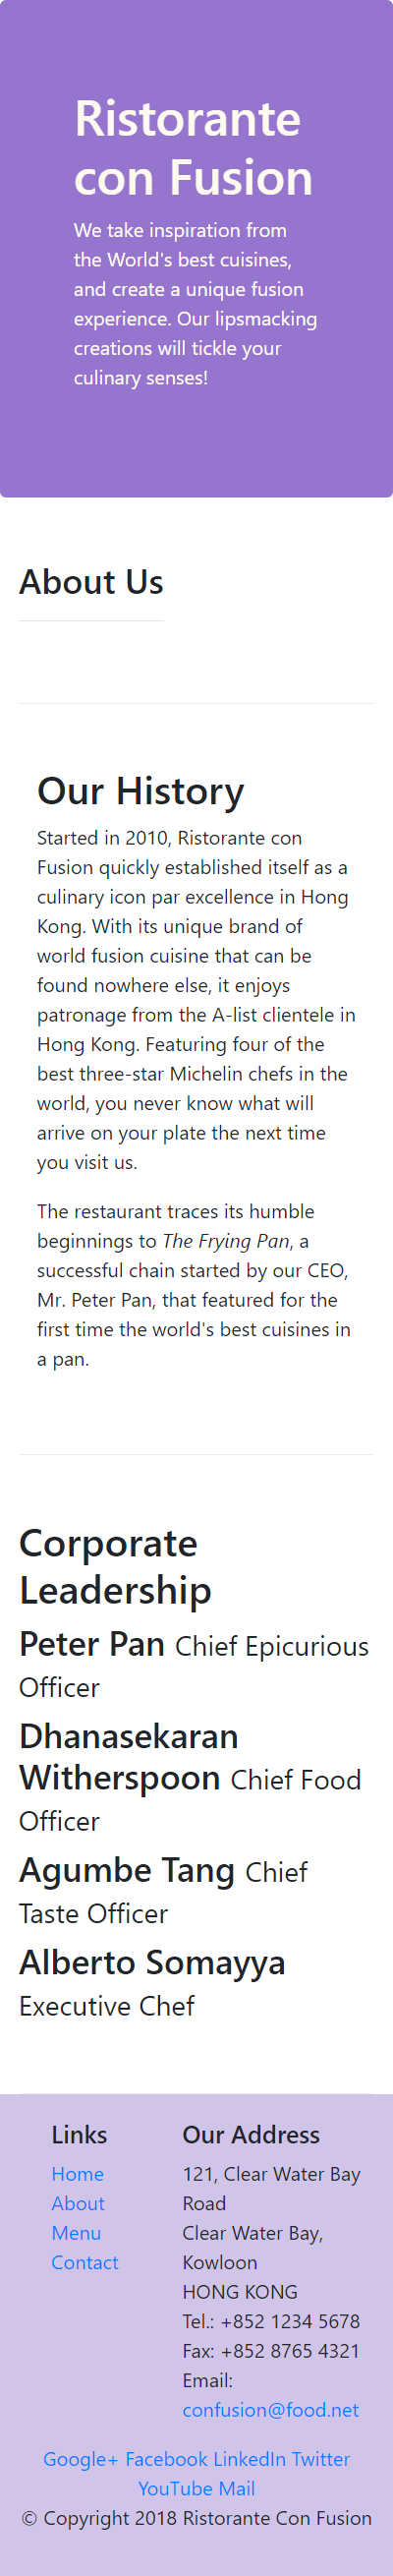 Ristorante
con Fusion
We take inspiration from
the World's best cuisines,
and create a unique fusion
experience. Our lipsmacking
creations will tickle your
culinary senses!
About Us
Our History
Started in 2010, Ristorante con
Fusion quickly established itself as a
culinary icon par excellence in Hong
Kong. With its unique brand of
world fusion cuisine that can be
found nowhere else, it enjoys
patronage from the A-list clientele in
Hong Kong. Featuring four of the
best three-star Michelin chefs in the
world, you never know what will
arrive on your plate the next time
you visit us.
The restaurant traces its humble
beginnings to The Frying Pan, a
successful chain started by our CEO,
Mr. Peter Pan, that featured for the
first time the world's best cuisines in
a pan.
Corporate
Leadership
Peter Pan Chief Epicurious
Officer
Dhanasekaran
Witherspoon Chief Food
Officer
Agumbe Tang Chief
Taste Officer
Alberto Somayya
Executive Chef
Links
Home
About
Menu
Contact
Our Address
121, Clear Water Bay
Road
Clear Water Bay,
Kowloon
HONG KONG
Tel.: +852 1234 5678
Fax: +852 8765 4321
Email:
confusion@food.net
Google+ Facebook LinkedIn Twitter
YouTube Mail
© Copyright 2018 Ristorante Con Fusion